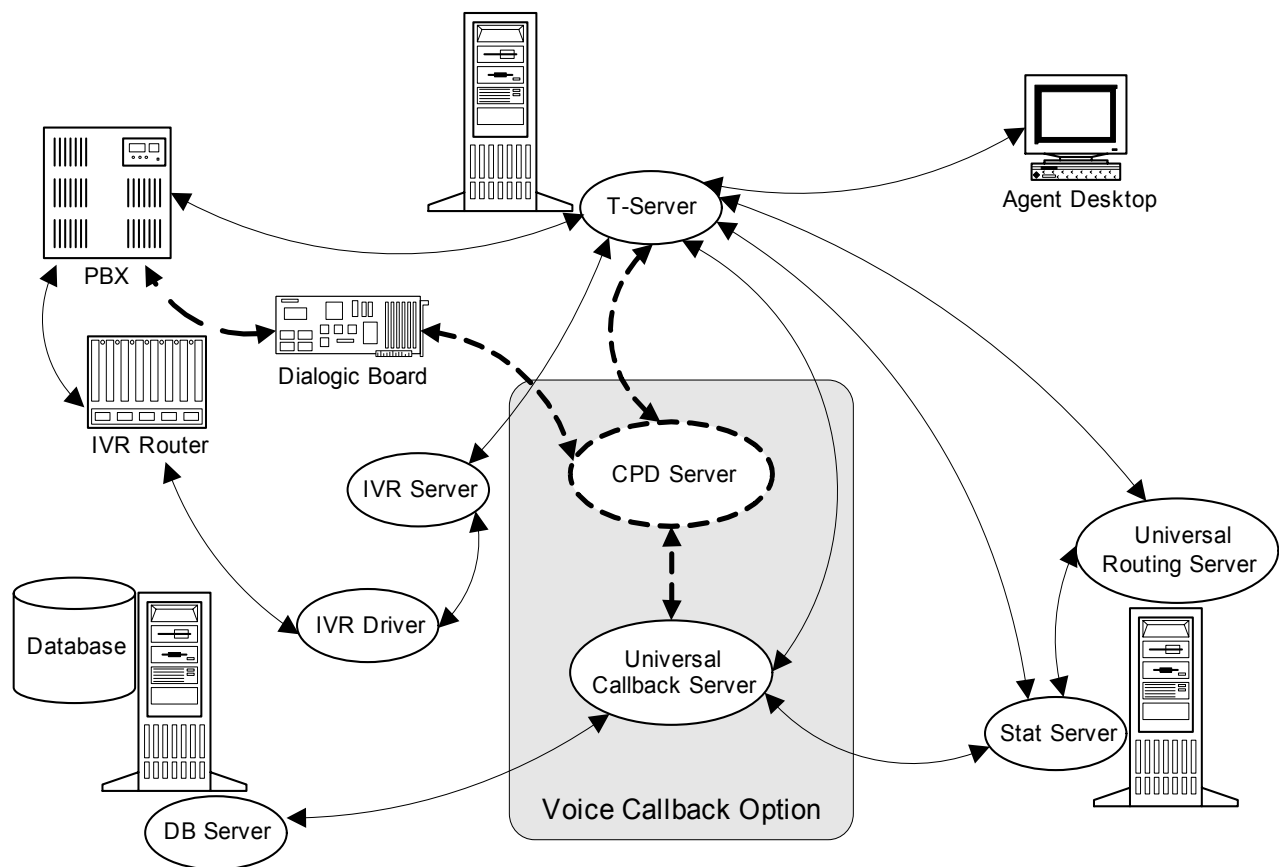 T-Server
Agent Desktop
PBX
Dialogic Board
IVR Router
CPD Server
IVR Server
Universal
Routing Server
IVR Driver
Database
Universal
Callback Server
Stat Server
Voice Callback Option
DB Server